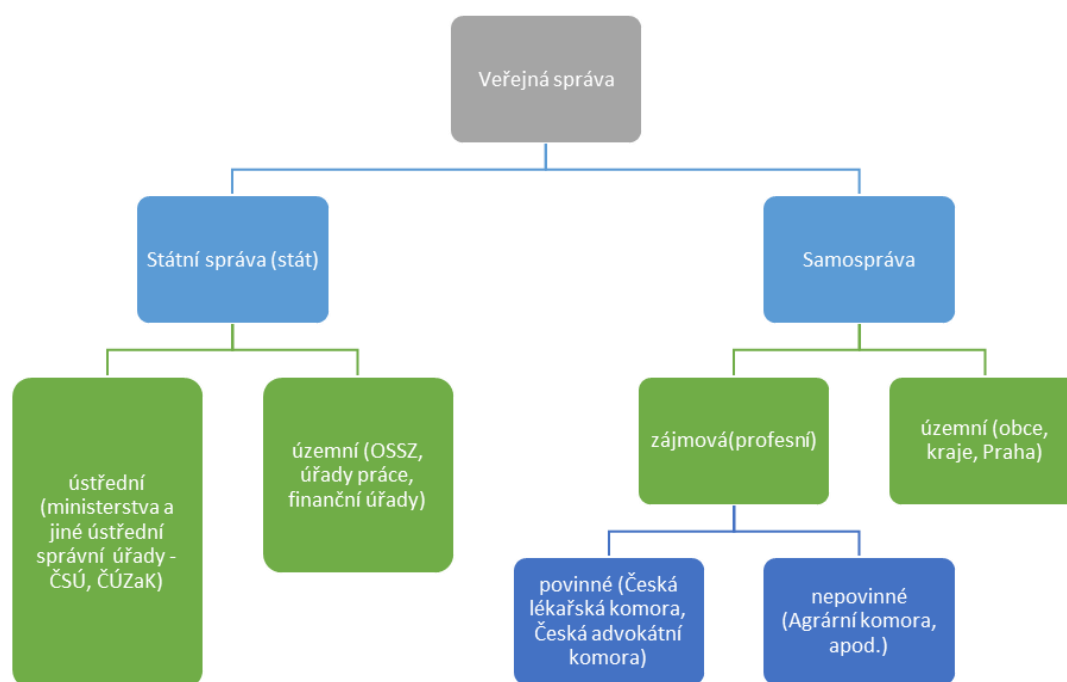 Veřejná správa
Státní správa (stát)
Samospráva
ústřední
(ministerstva a
jiné ústřední
správní úřady -
ČSÚ, ČÚZaK)
územní (OSSZ,
úřady práce,
finanční úřady)
zájmová(profesní)
územní (obce,
kraje, Praha)
povinné (Česká
lékařská komora,
Česká advokátní
komora)
nepovinné
(Agrární komora,
apod.)